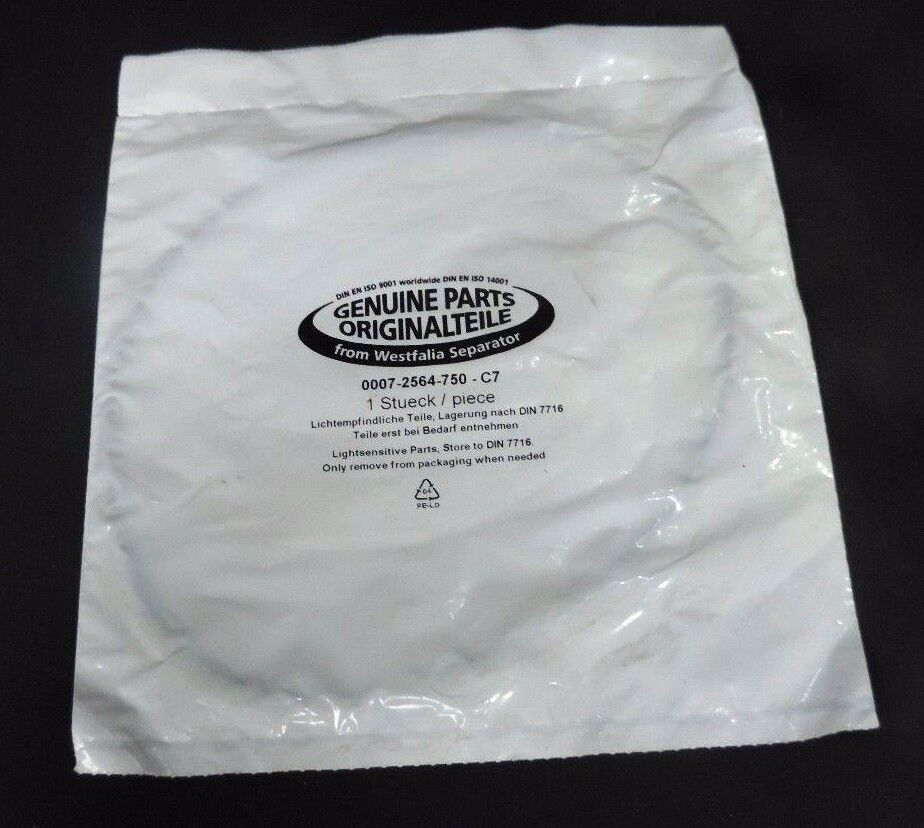 DIN EN ISO 9001 worldwide DIN EN ISO 14001
GENUINE PARTS
ORIGINALTEILE
from Westfalia Separator
0007-2564-750 - C7
1 Stueck / piece
Lichtempfindliche Teile, Lagerung nach DIN 7716
Teile erst bei Bedarf entnehmen
Lightsensitive Parts, Store to DIN 7716.
Only remove from packaging when needed
04
PE-LD